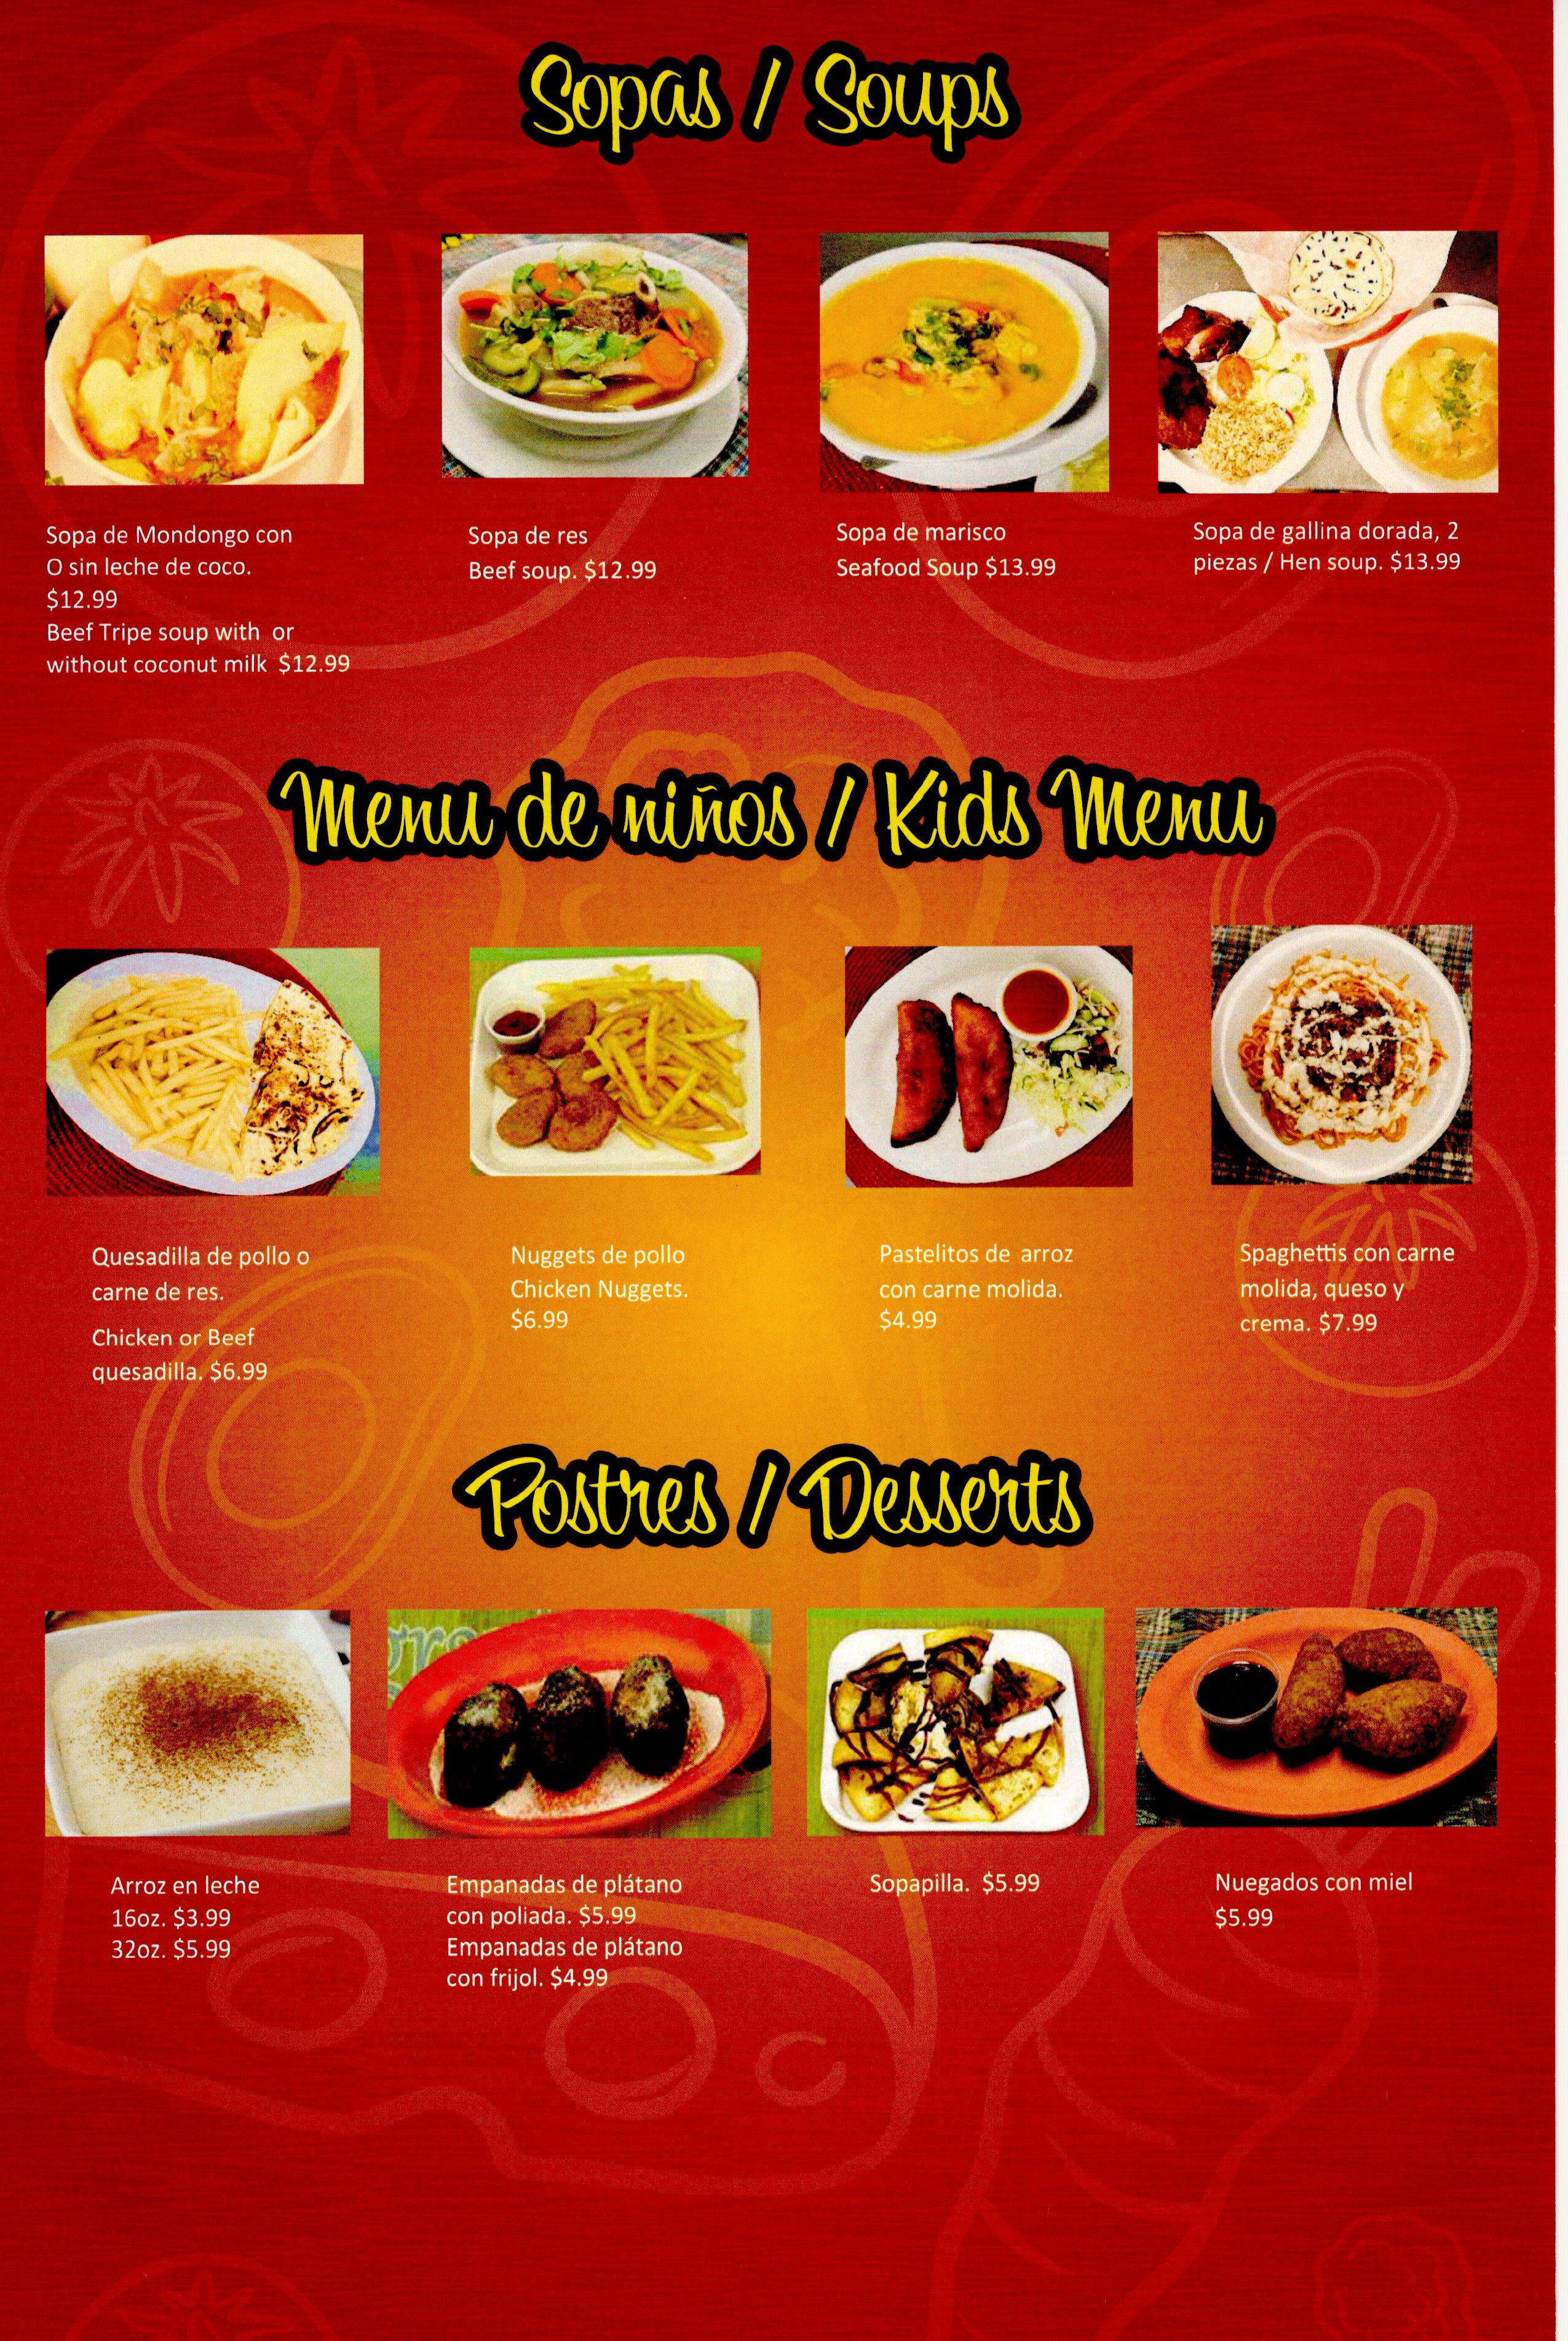 Sopas / Soups
Sopa de Mondongo con
O sin leche de coco.
$12.99
Beef Tripe soup with or
without coconut milk $12.99
Sopa de res
Beef soup. $12.99
Sopa de marisco
Seafood Soup $13.99
Sopa de gallina dorada, 2
piezas / Hen soup. $13.99
Menu de niños / Kids Menu
Quesadilla de pollo o
carne de res.
Chicken or Beef
quesadilla. $6.99
Nuggets de pollo
Chicken Nuggets.
$6.99
Pastelitos de arroz
con carne molida.
$4.99
Spaghettis con carne
molida, queso y
crema. $7.99
Postres / Desserts
Arroz en leche
16oz. $3.99
32oz. $5.99
Empanadas de plátano
con poliada. $5.99
Empanadas de plátano
con frijol. $4.99
Sopapilla. $5.99
Nuegados con miel
$5.99